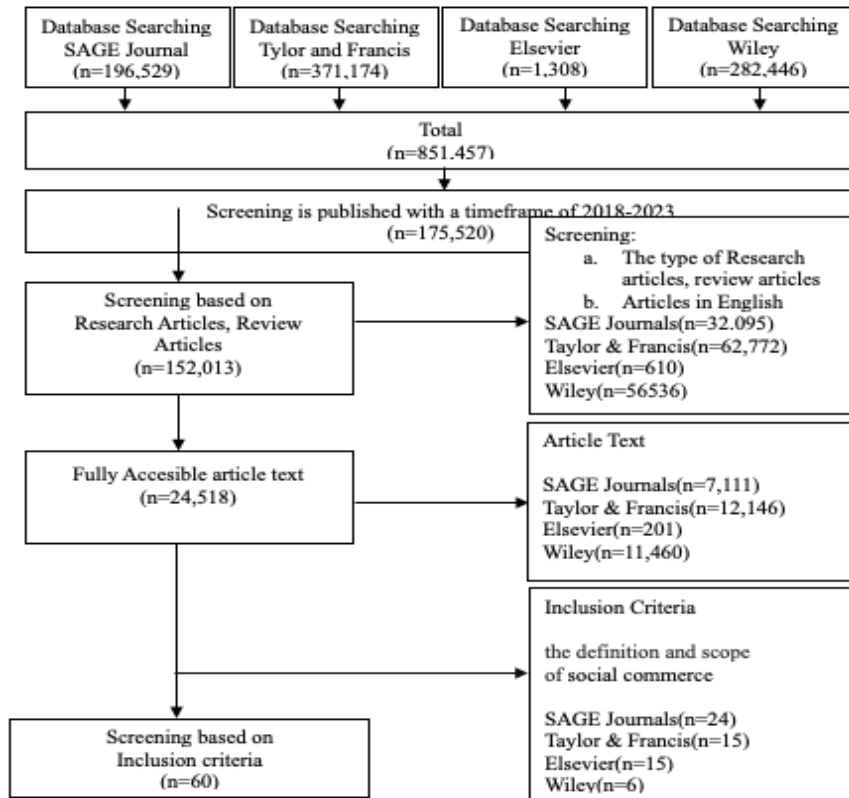 Database Searching
SAGE Journal
(n=196,529)
Database Searching
Tylor and Francis
(n=371,174)
Database Searching
Elsevier
(n=1,308)
Database Searching
Wiley
(n=282,446)
Total
(n=851,457)
Screening is published with a timeframe of 2018-2023
(n=175,520)
Screening:
a. The type of Research
articles, review articles
b. Articles in English
SAGE Journals(n=32.095)
Taylor & Francis(n=62,772)
Elsevier(n=610)
Wiley(n=56536)
Screening based on
Research Articles, Review
Articles
(n=152,013)
Fully Accesible article text
(n=24,518)
Article Text
SAGE Journals(n=7,111)
Taylor & Francis(n=12,146)
Elsevier(n=201)
Wiley(n=11,460)
Inclusion Criteria
the definition and scope
of social commerce
SAGE Journals(n=24)
Taylor & Francis(n=15)
Elsevier(n=15)
Wiley(n=6)
Screening based on
Inclusion criteria
(n=60)